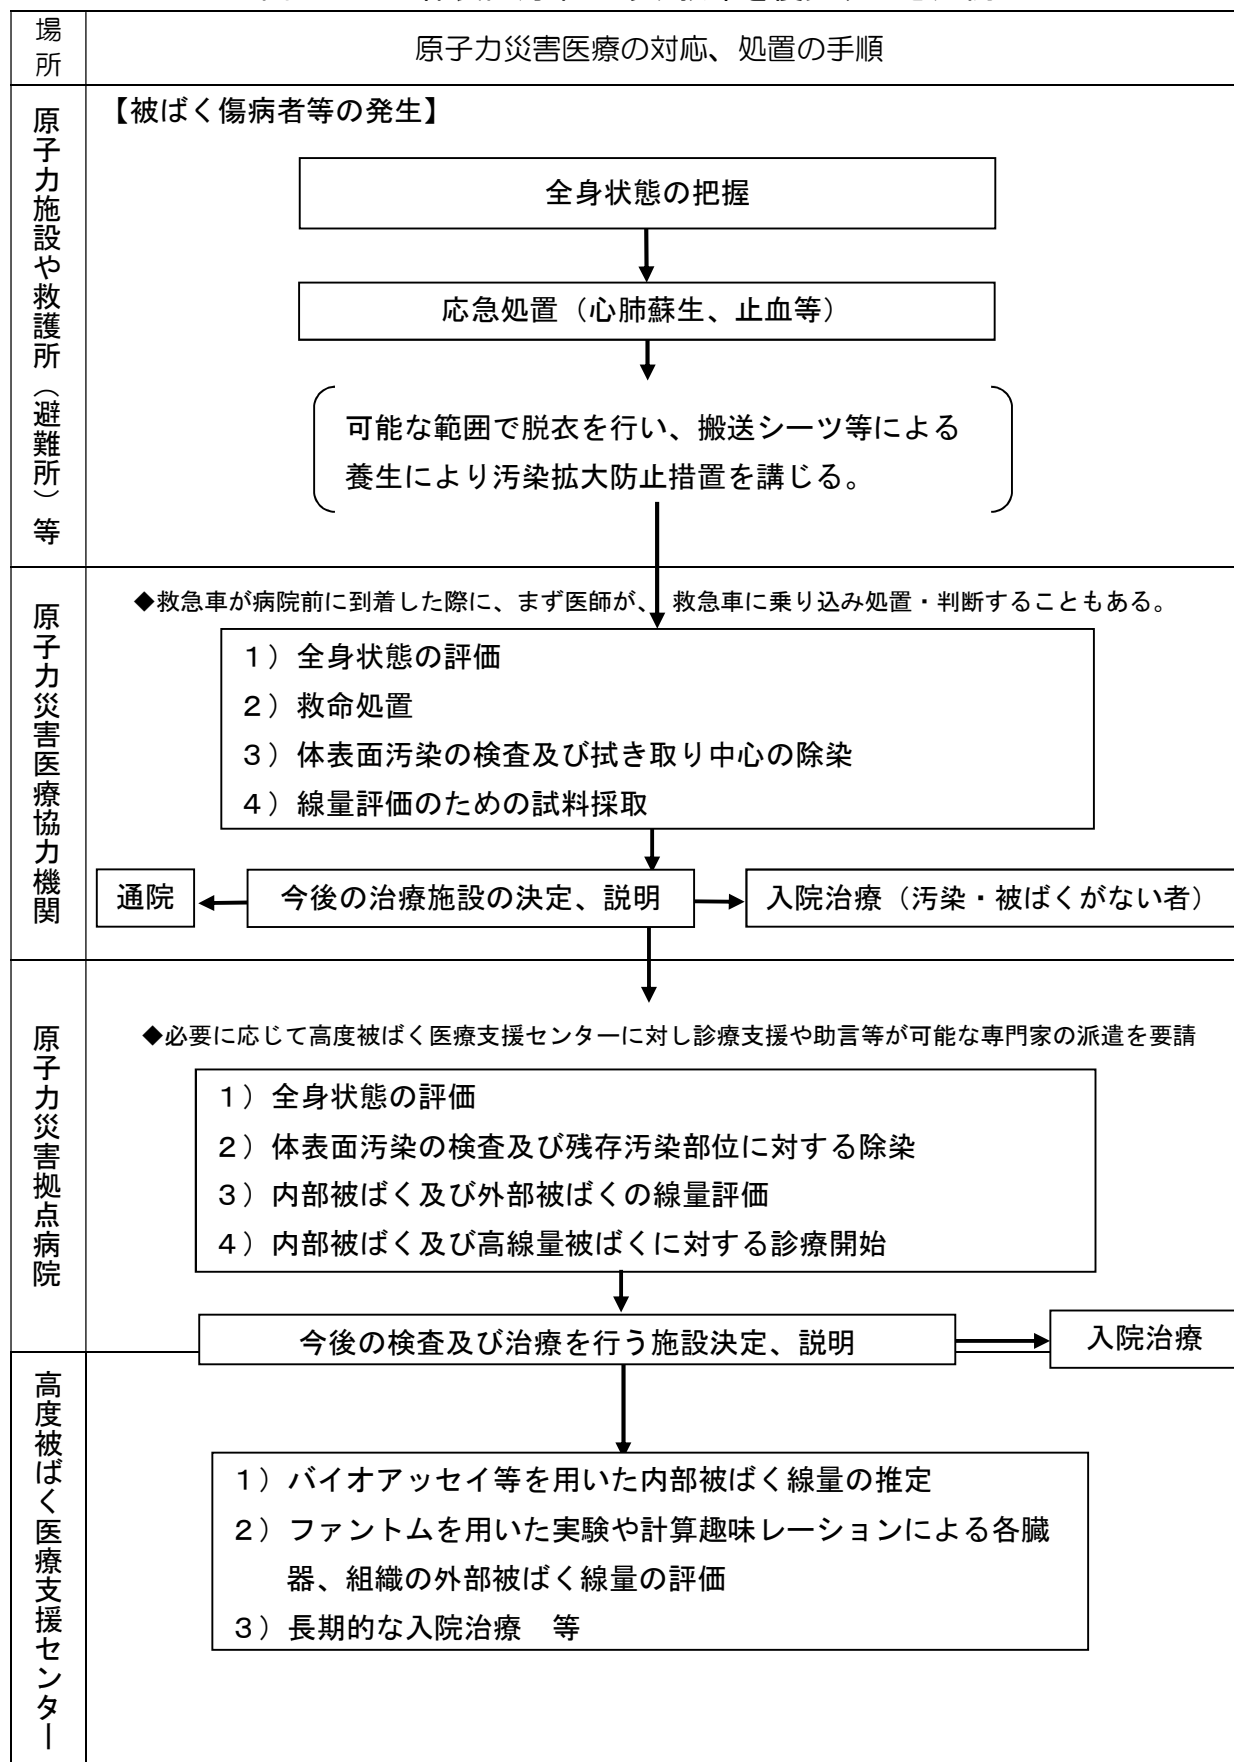 場所
原子力災害医療の対応、処置の手順
原子力施設や救護所（避難所）等
【被ばく傷病者等の発生】
全身状態の把握
応急処置（心肺蘇生、止血等）
可能な範囲で脱衣を行い、搬送シーツ等による
養生により汚染拡大防止措置を講じる。
原子力災害医療協力機関
◆救急車が病院前に到着した際に、まず医師が、救急車に乗り込み処置・判断することもある。
１）全身状態の評価
２）救命処置
３）体表面汚染の検査及び拭き取り中心の除染
４）線量評価のための試料採取
通院
今後の治療施設の決定、説明
入院治療（汚染・被ばくがない者）
原子力災害拠点病院
◆必要に応じて高度被ばく医療支援センターに対し診療支援や助言等が可能な専門家の派遣を要請
１）全身状態の評価
２）体表面汚染の検査及び残存汚染部位に対する除染
３）内部被ばく及び外部被ばくの線量評価
４）内部被ばく及び高線量被ばくに対する診療開始
今後の検査及び治療を行う施設決定、説明
入院治療
高度被ばく医療支援センター
１）バイオアッセイ等を用いた内部被ばく線量の推定
２）ファントムを用いた実験や計算趣味レーションによる各臓
器、組織の外部被ばく線量の評価
３）長期的な入院治療　等